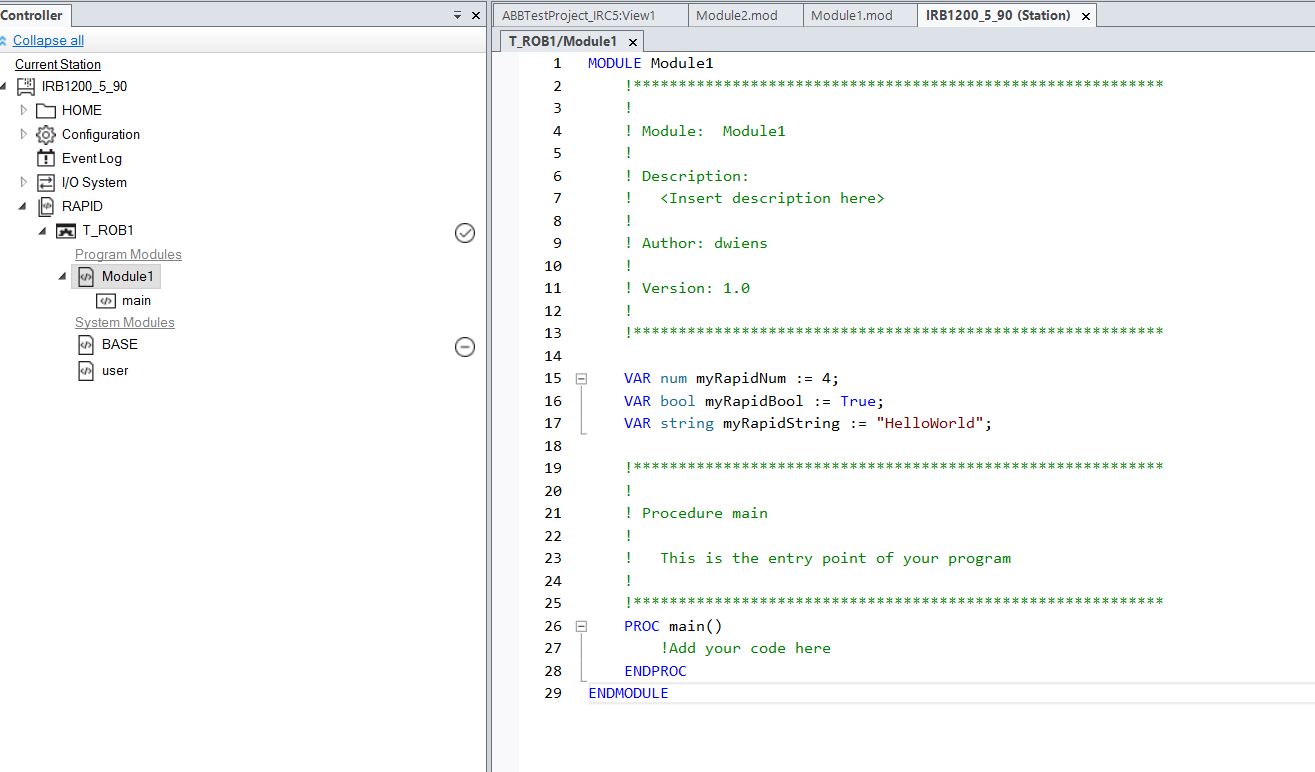 Controller
Collapse all
Current Station
IRB1200_5_90
HOME
Configuration
Event Log
I/O System
RAPID
T_ROB1
Program Modules
Module1
main
System Modules
BASE
user
ABBTestProject_IRC5:View1 Module2.mod Module1.mod IRB1200_5_90 (Station)
T_ROB1/Module1
1 MODULE Module1
2 !***********************************************************
3 !
4 ! Module:  Module1
5 !
6 ! Description:
7 !   <Insert description here>
8 !
9 ! Author: dwiens
10 !
11 ! Version: 1.0
12 !
13 !***********************************************************
14
15 VAR num myRapidNum := 4;
16 VAR bool myRapidBool := True;
17 VAR string myRapidString := "HelloWorld";
18
19 !***********************************************************
20 !
21 ! Procedure main
22 !
23 !   This is the entry point of your program
24 !
25 !***********************************************************
26 PROC main()
27 !Add your code here
28 ENDPROC
29 ENDMODULE